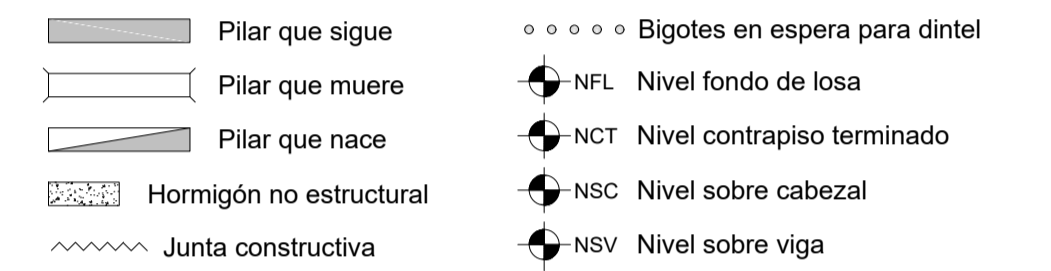 Pilar que sigue
Pilar que muere
Pilar que nace
Hormigón no estructural
Junta constructiva
Bigotes en espera para dintel
NFL Nivel fondo de losa
NCT Nivel contrapiso terminado
NSC Nivel sobre cabezal
NSV Nivel sobre viga